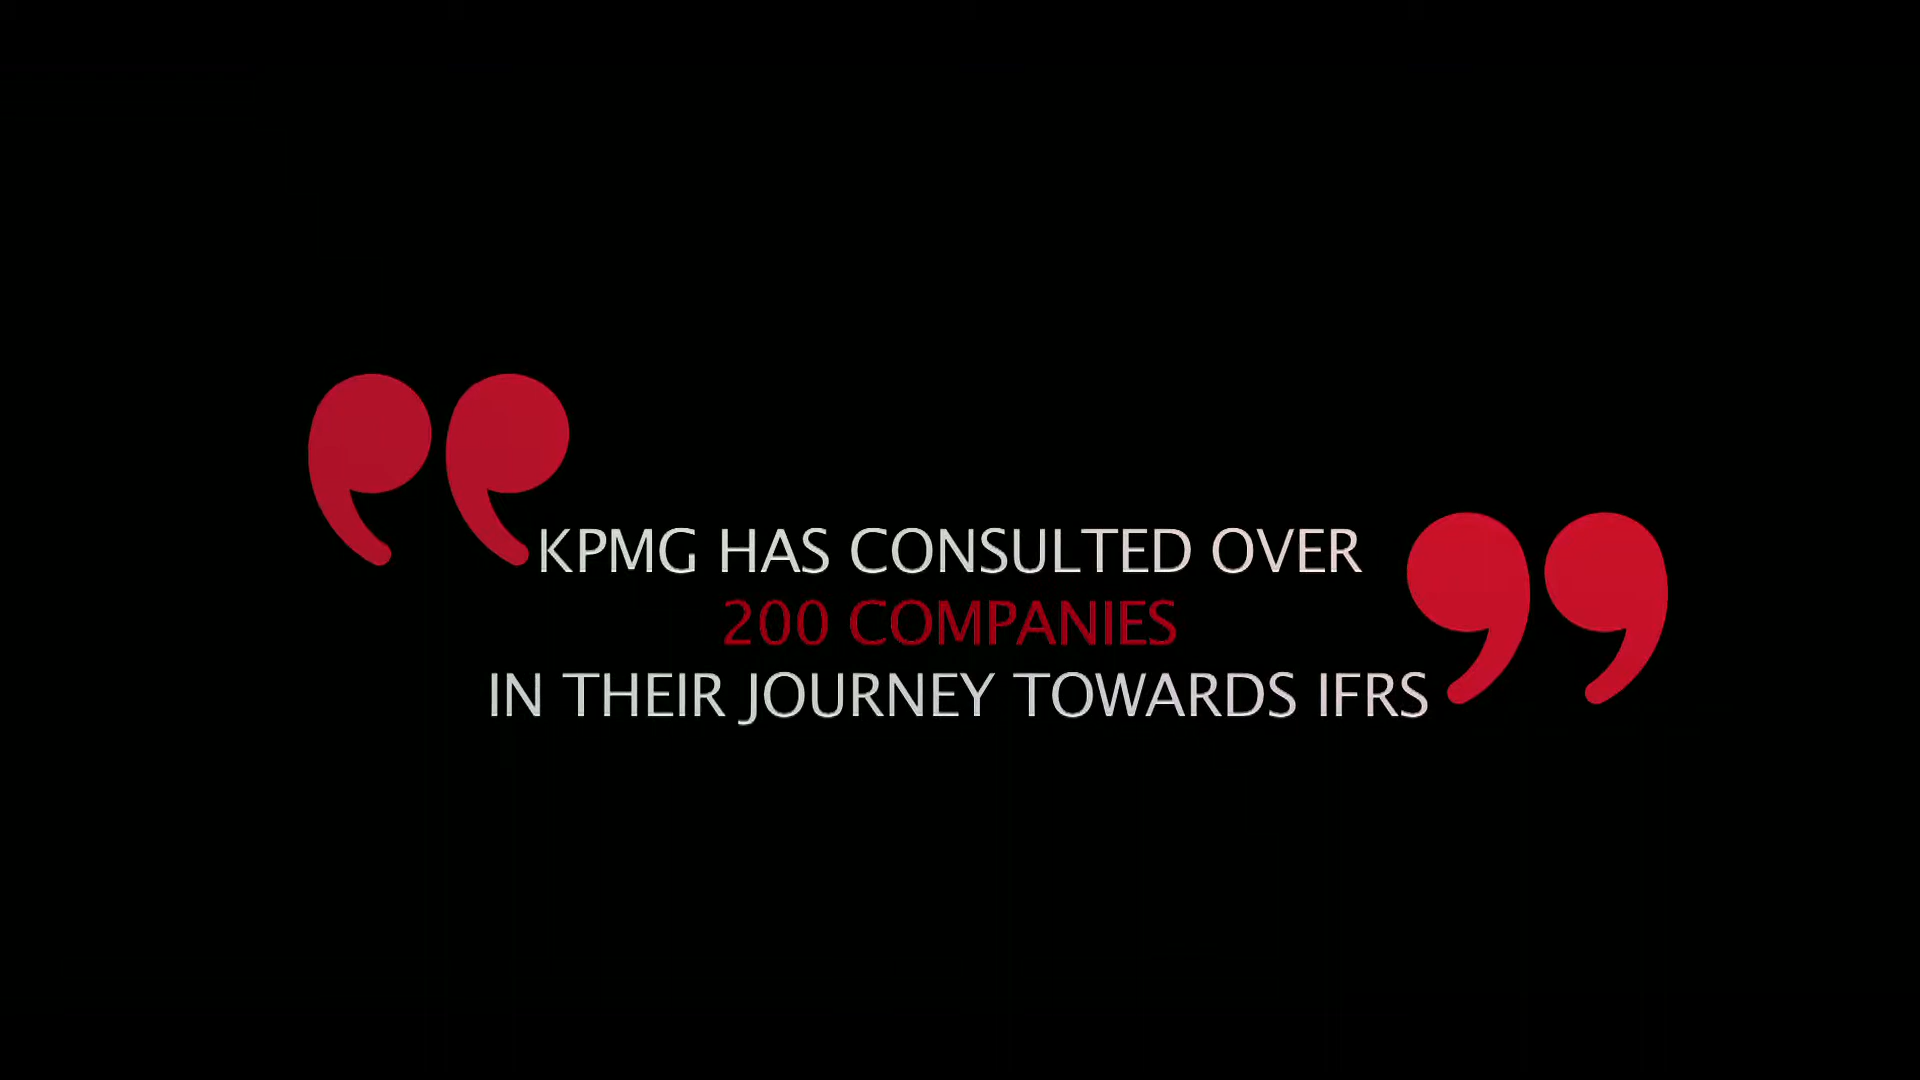 KPMG HAS CONSULTED OVER
200 COMPANIES
IN THEIR JOURNEY TOWARDS IFRS